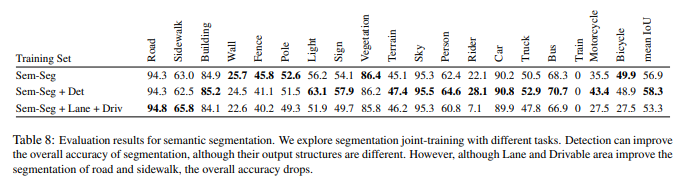 Training Set Road Sidewalk Building Wall Fence Pole Light Sign Vegetation Terrain Sky Person Rider Car Truck Bus Train Motorcycle Bicycle mean IoU
Sem-Seg 94.3 63.0 84.9 25.7 45.8 52.6 56.2 54.1 86.4 45.1 95.3 62.4 22.1 90.2 50.5 68.3 0 35.5 49.9 56.9
Sem-Seg + Det 94.3 62.5 85.2 24.5 41.1 51.5 63.1 57.9 86.2 47.4 95.5 64.6 28.1 90.8 52.9 70.7 0 43.4 48.9 58.3
Sem-Seg + Lane + Driv 94.8 65.8 84.1 22.6 40.2 49.3 51.9 49.7 85.8 46.2 95.3 60.8 7.1 89.9 47.8 66.9 0 27.5 27.5 53.3
Table 8: Evaluation results for semantic segmentation. We explore segmentation joint-training with different tasks. Detection can improve
the overall accuracy of segmentation, although their output structures are different. However, although Lane and Drivable area improve the
segmentation of road and sidewalk, the overall accuracy drops.